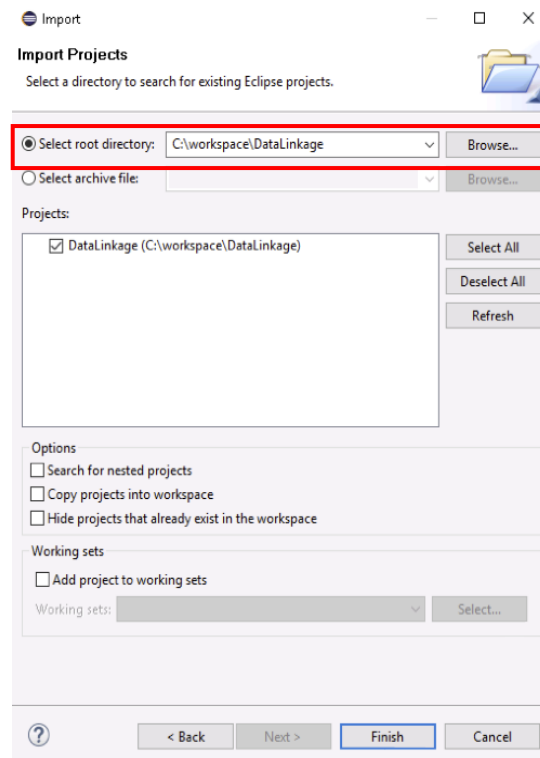 Import
Import Projects
Select a directory to search for existing Eclipse projects.
Select root directory: C:\workspace\DataLinkage Browse...
Select archive file: Browse...
Projects:
DataLinkage (C:\workspace\DataLinkage)
Select All
Deselect All
Refresh
Options
Search for nested projects
Copy projects into workspace
Hide projects that already exist in the workspace
Working sets
Add project to working sets
Working sets: Select...
? < Back Next > Finish Cancel